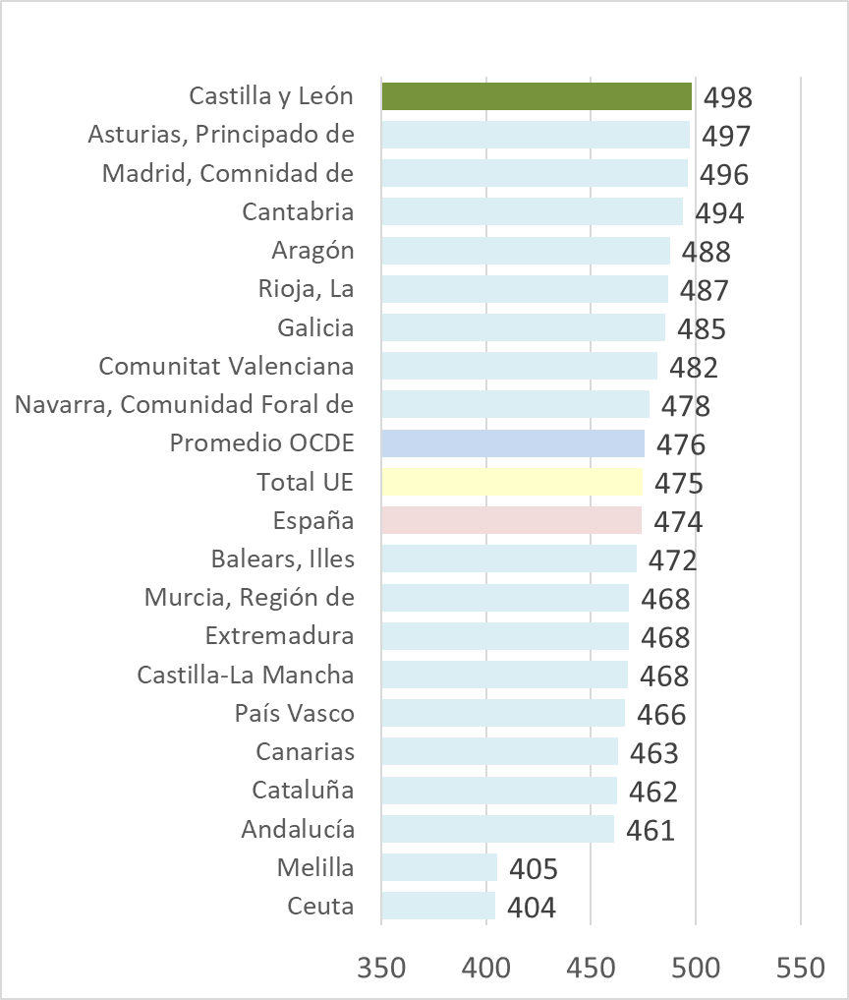 Castilla y León 498
Asturias, Principado de 497
Madrid, Comnidad de 496
Cantabria 494
Aragón 488
Rioja, La 487
Galicia 485
Comunitat Valenciana 482
Navarra, Comunidad Foral de 478
Promedio OCDE 476
Total UE 475
España 474
Balears, Illes 472
Murcia, Región de 468
Extremadura 468
Castilla-La Mancha 468
País Vasco 466
Canarias 463
Cataluña 462
Andalucía 461
Melilla 405
Ceuta 404
350 400 450 500 550